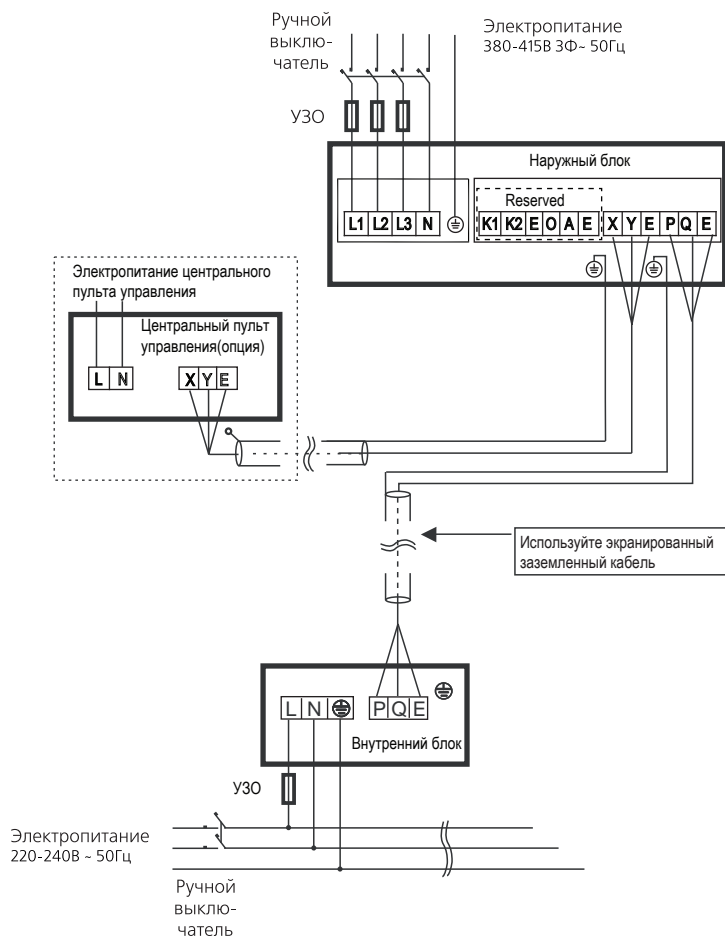 Ручной
выклю-
чатель
Электропитание
380-415В 3Ф~ 50Гц
УЗО
Наружный блок
Reserved
L1 L2 L3 N
K1 K2 E O A E X Y E P Q E
Электропитание центрального
пульта управления
Центральный пульт
управления(опция)
L N
X Y E
Используйте экранированный
заземленный кабель
L N
P Q E
Внутренний блок
УЗО
Электропитание
220-240В ~ 50Гц
Ручной
выклю-
чатель